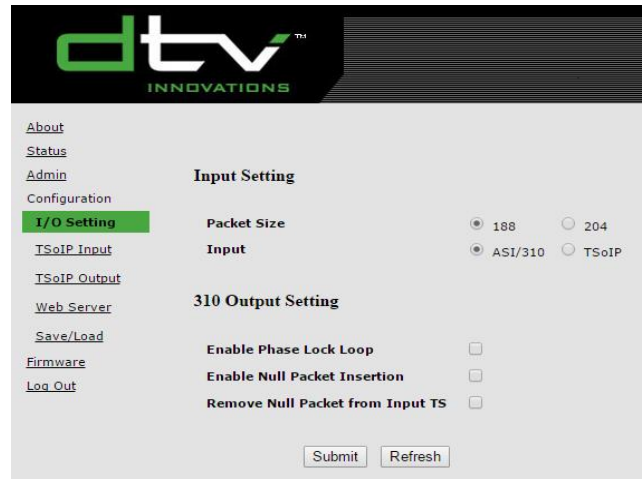 dtv TM
INNOVATIONS
About
Status
Admin
Configuration
I/O Setting
TSoIP Input
TSoIP Output
Web Server
Save/Load
Firmware
Log Out
Input Setting
Packet Size 188 204
Input ASI/310 TSoIP
310 Output Setting
Enable Phase Lock Loop
Enable Null Packet Insertion
Remove Null Packet from Input TS
Submit Refresh